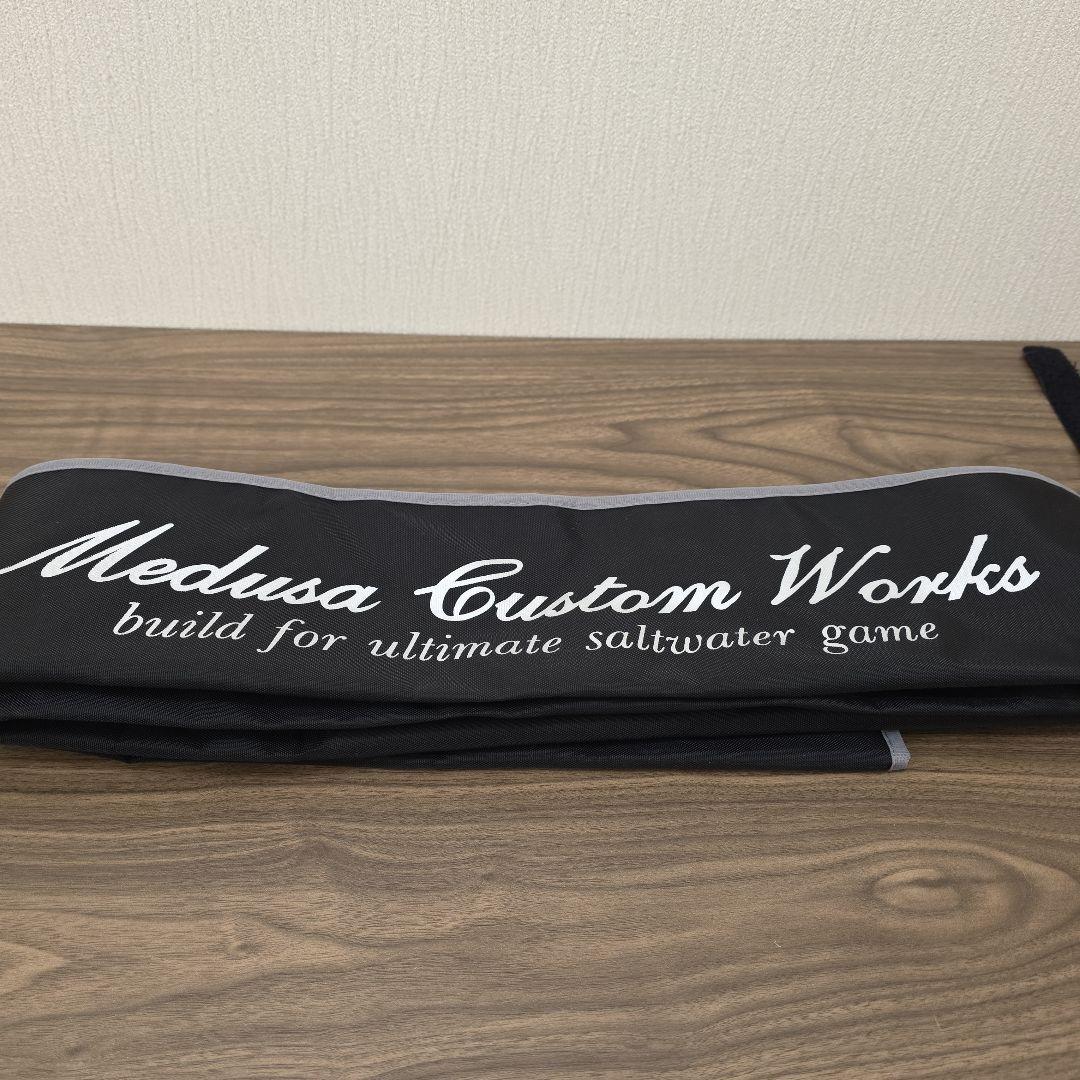 Medusa Custom Works
build for ultimate saltwater game